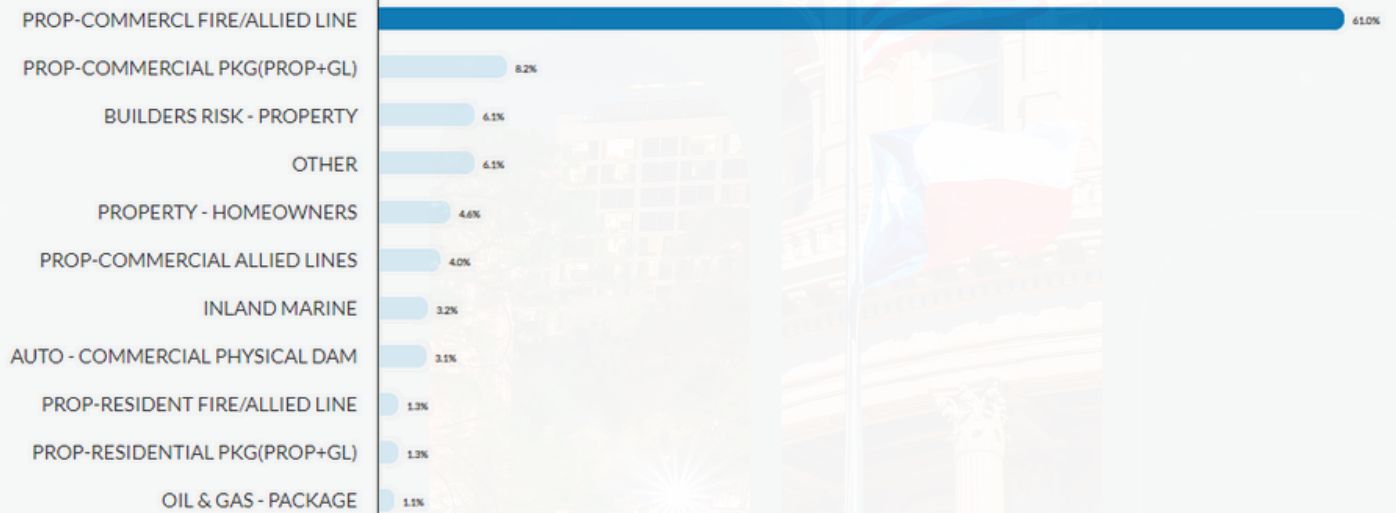 PROP-COMMERCL FIRE/ALLIED LINE 61.0%
PROP-COMMERCIAL PKG(PROP+GL) 8.2%
BUILDERS RISK - PROPERTY 6.1%
OTHER 6.1%
PROPERTY - HOMEOWNERS 4.6%
PROP-COMMERCIAL ALLIED LINES 4.0%
INLAND MARINE 3.2%
AUTO - COMMERCIAL PHYSICAL DAM 3.1%
PROP-RESIDENT FIRE/ALLIED LINE 1.3%
PROP-RESIDENTIAL PKG(PROP+GL) 1.3%
OIL & GAS - PACKAGE 1.1%